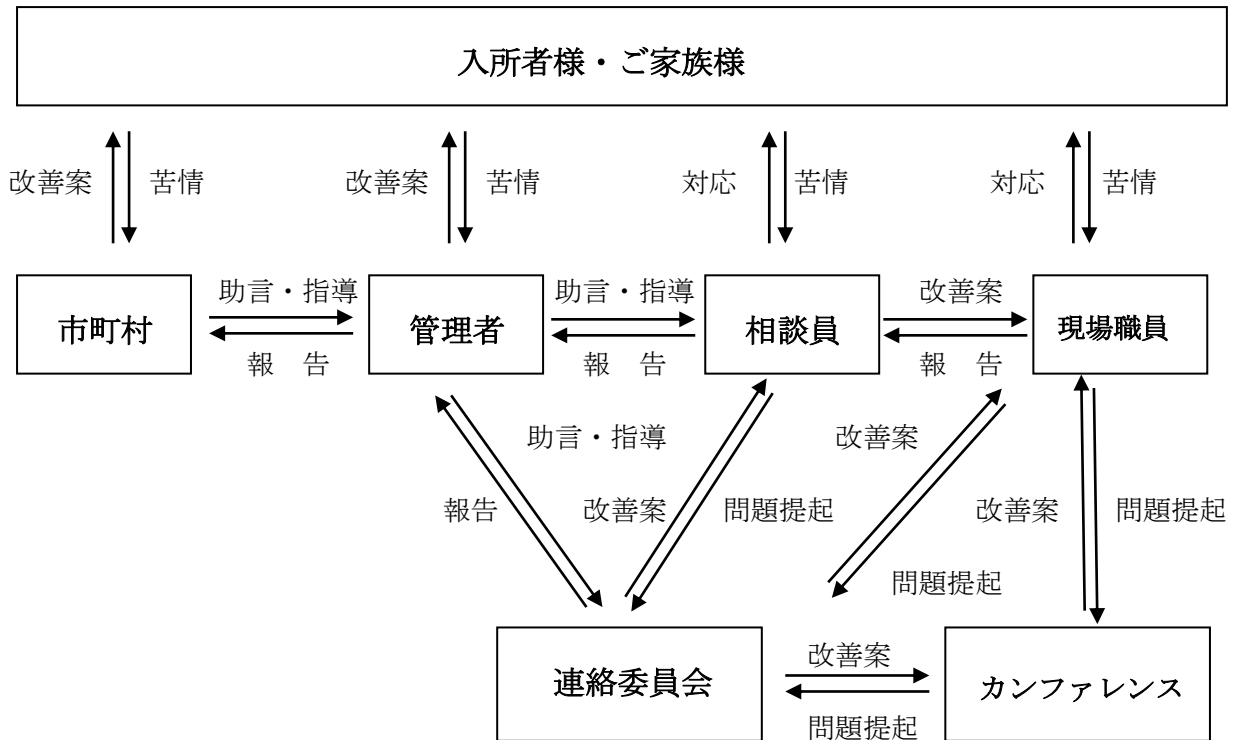 入所者様・ご家族様
改善案 苦情 改善案 苦情 対応 苦情 対応 苦情
助言・指導 助言・指導 改善案
市町村 管理者 相談員 現場職員
報　告 報　告 報　告
助言・指導 改善案
報告 改善案 問題提起 改善案 問題提起
問題提起
改善案
連絡委員会 カンファレンス
問題提起